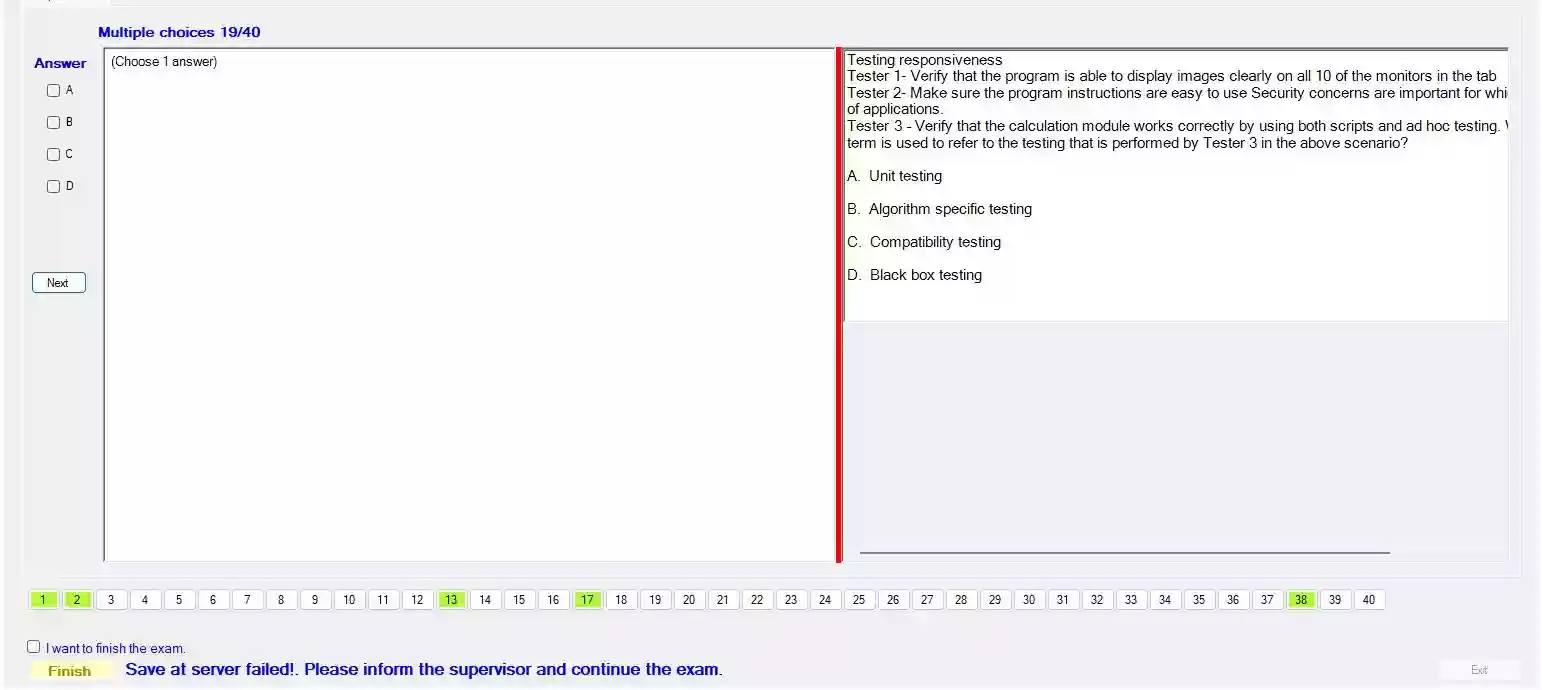 Multiple choices 19/40
Answer
(Choose 1 answer)
A
B
C
D
Next
Testing responsiveness
Tester 1- Verify that the program is able to display images clearly on all 10 of the monitors in the tab
Tester 2- Make sure the program instructions are easy to use Security concerns are important for whi
of applications.
Tester 3 - Verify that the calculation module works correctly by using both scripts and ad hoc testing.
term is used to refer to the testing that is performed by Tester 3 in the above scenario?
A. Unit testing
B. Algorithm specific testing
C. Compatibility testing
D. Black box testing
1 2 3 4 5 6 7 8 9 10 11 12 13 14 15 16 17 18 19 20 21 22 23 24 25 26 27 28 29 30 31 32 33 34 35 36 37 38 39 40
I want to finish the exam.
Finish Save at server failed!. Please inform the supervisor and continue the exam.
Exit